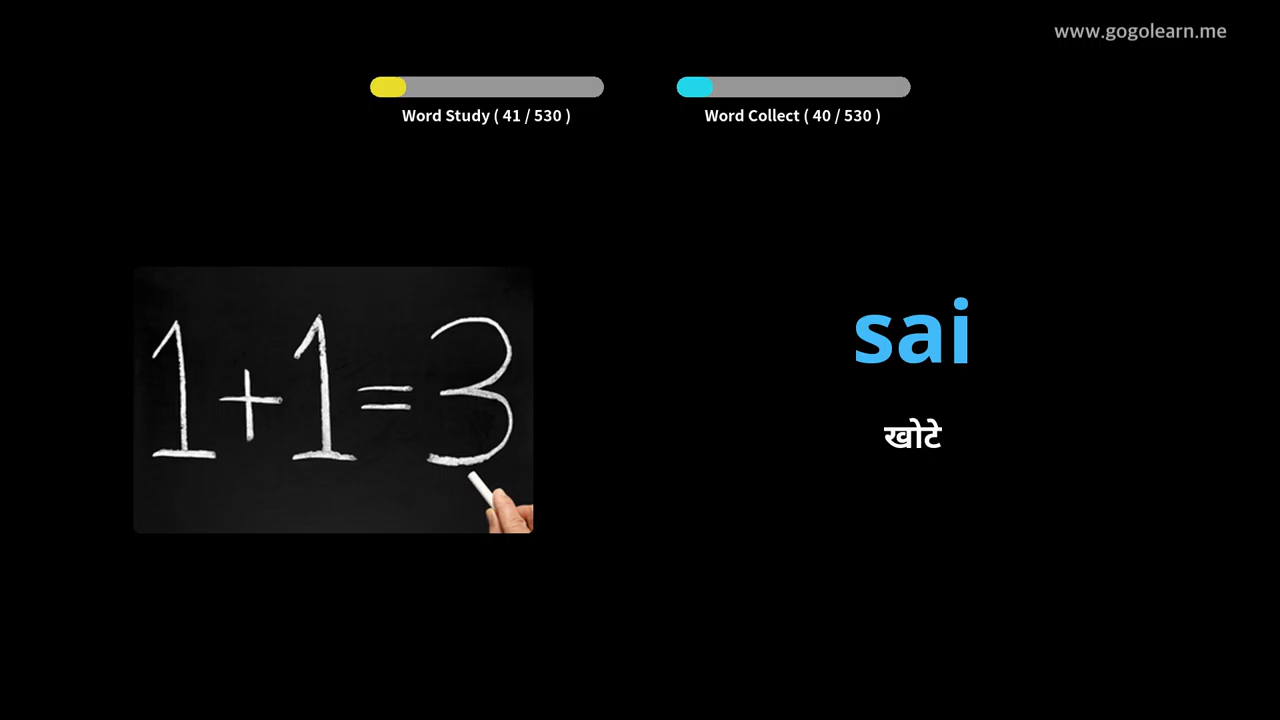 www.gogolearn.me
Word Study ( 41 / 530 )
Word Collect ( 40 / 530 )
1+1=3
sai
खोटे